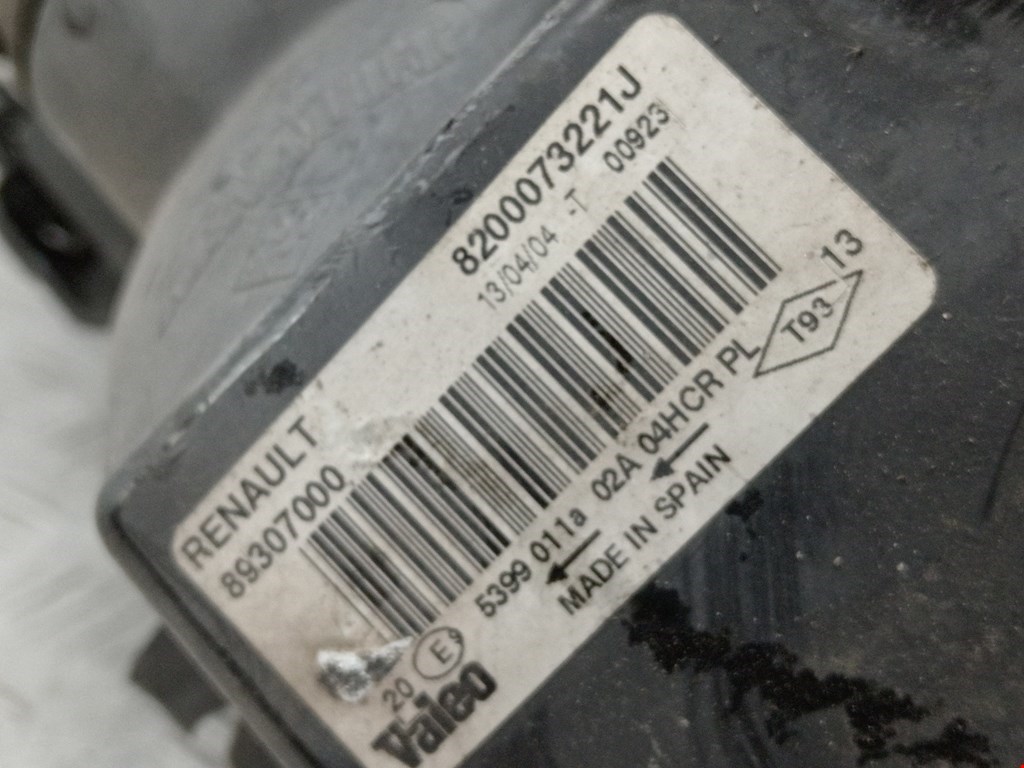 RENAULT 8200073221J
89307000 13/04/04 -T 00923
20 E9 5399 011a 02A 04HCR PL T93 13
Valeo MADE IN SPAIN